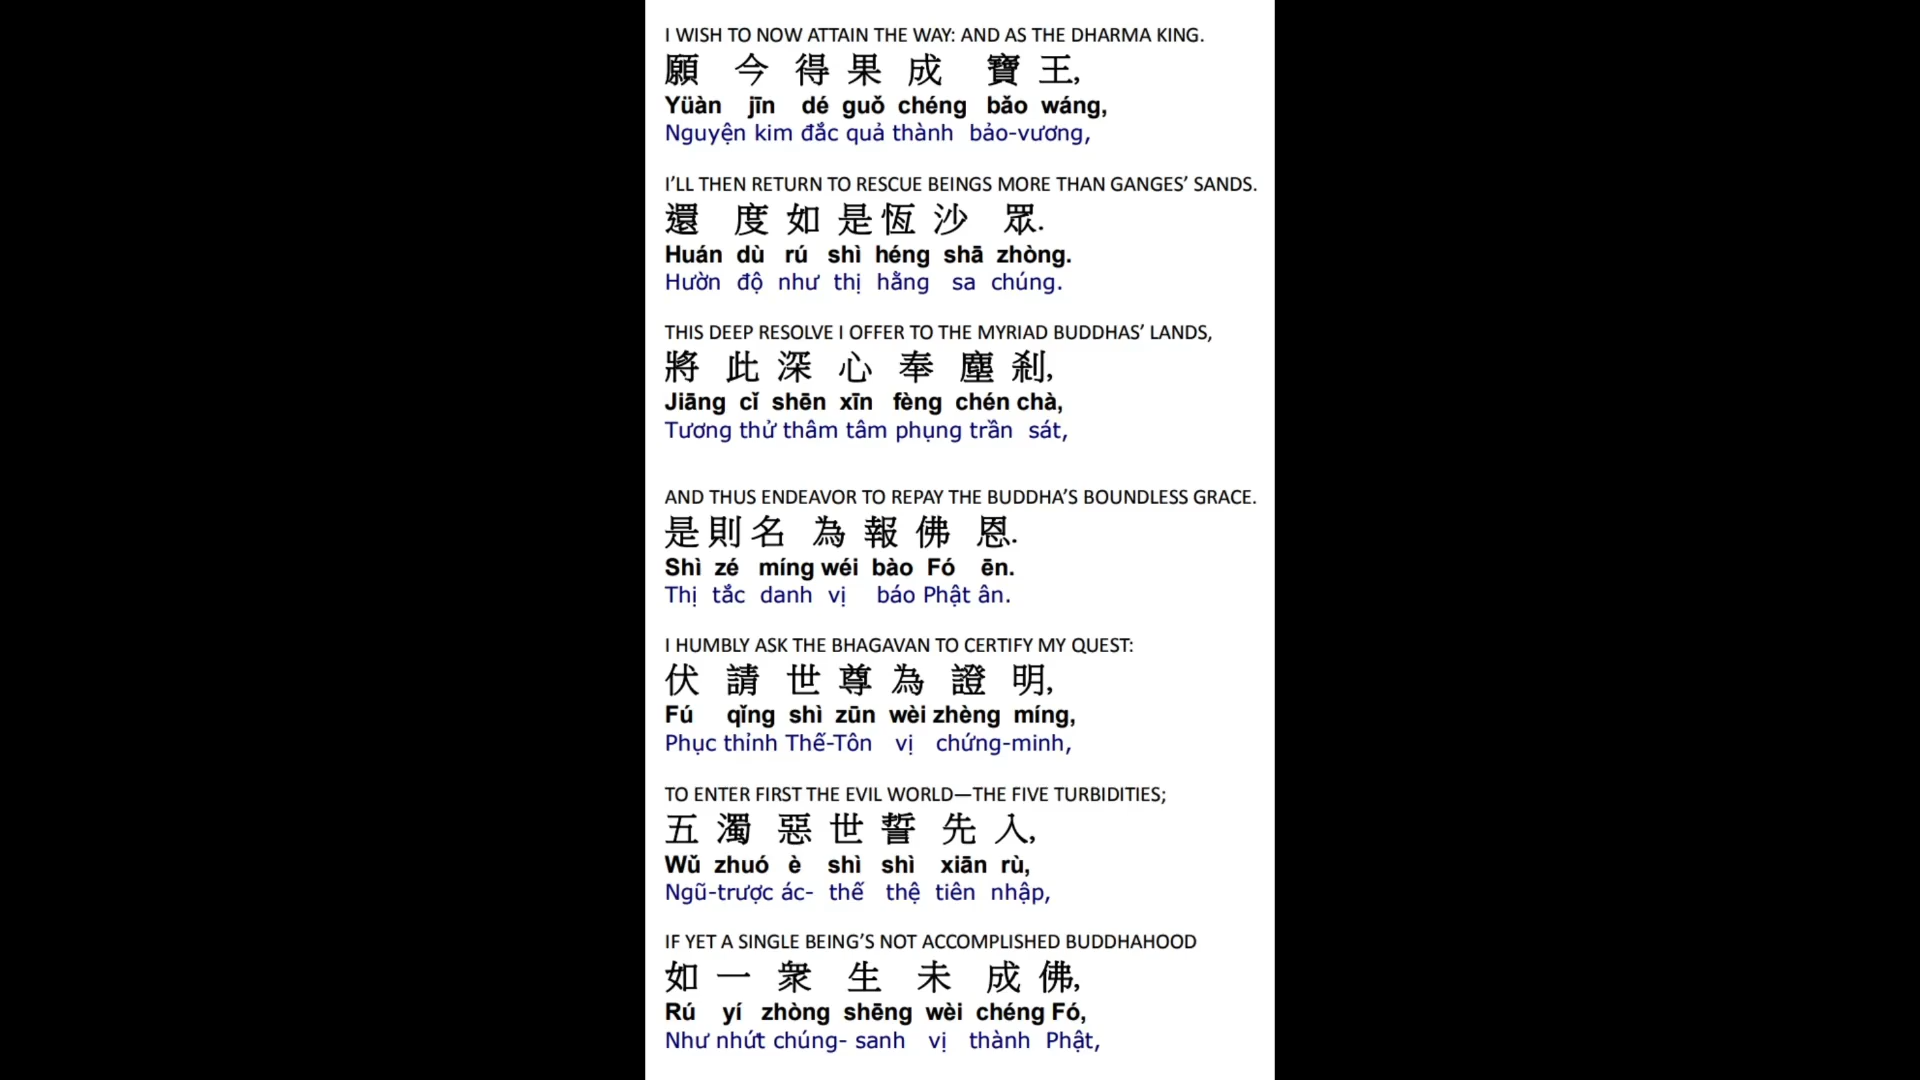 I WISH TO NOW ATTAIN THE WAY: AND AS THE DHARMA KING.
願 今 得 果 成 寶 王,
Yüàn jīn dé guǒ chéng bǎo wáng,
Nguyện kim đắc quả thành bảo-vương,
I’LL THEN RETURN TO RESCUE BEINGS MORE THAN GANGES’ SANDS.
還 度 如 是 恆 沙 眾.
Huán dù rú shì héng shā zhòng.
Hườn độ như thị hằng sa chúng.
THIS DEEP RESOLVE I OFFER TO THE MYRIAD BUDDHAS’ LANDS,
將 此 深 心 奉 塵 剎,
Jiāng cǐ shēn xīn fèng chén chà,
Tương thử thâm tâm phụng trần sát,
AND THUS ENDEAVOR TO REPAY THE BUDDHA’S BOUNDLESS GRACE.
是 則 名 為 報 佛 恩.
Shì zé míng wéi bào Fó ēn.
Thị tắc danh vị báo Phật ân.
I HUMBLY ASK THE BHAGAVAN TO CERTIFY MY QUEST:
伏 請 世 尊 為 證 明,
Fú qǐng shì zūn wèi zhèng míng,
Phục thỉnh Thế-Tôn vị chứng-minh,
TO ENTER FIRST THE EVIL WORLD—THE FIVE TURBIDITIES;
五 濁 惡 世 誓 先 入,
Wǔ zhuó è shì shì xiān rù,
Ngũ-trược ác- thế thệ tiên nhập,
IF YET A SINGLE BEING’S NOT ACCOMPLISHED BUDDHAHOOD
如 一 衆 生 未 成 佛,
Rú yí zhòng shēng wèi chéng Fó,
Như nhứt chúng- sanh vị thành Phật,